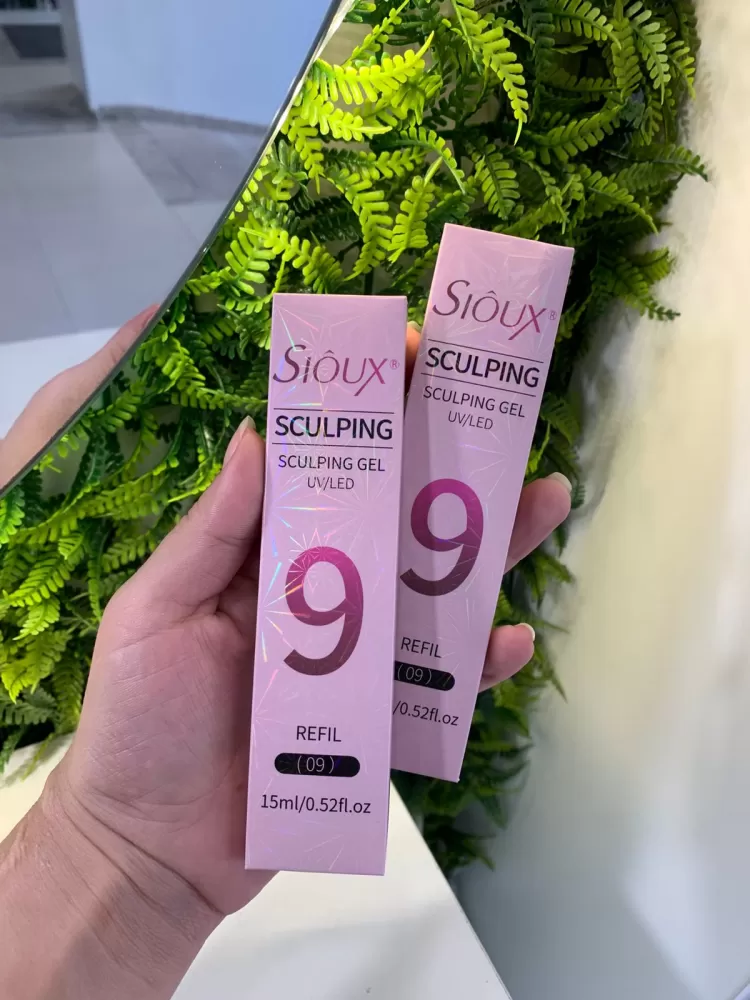 SIÔUX®
SCULPING
SCULPING GEL
UV/LED
9
REFIL
(09)
15ml/0.52fl.oz
SIÔUX®
SCULPING
SCULPING GEL
UV/LED
9
REFIL
(09)
/0.52fl.oz